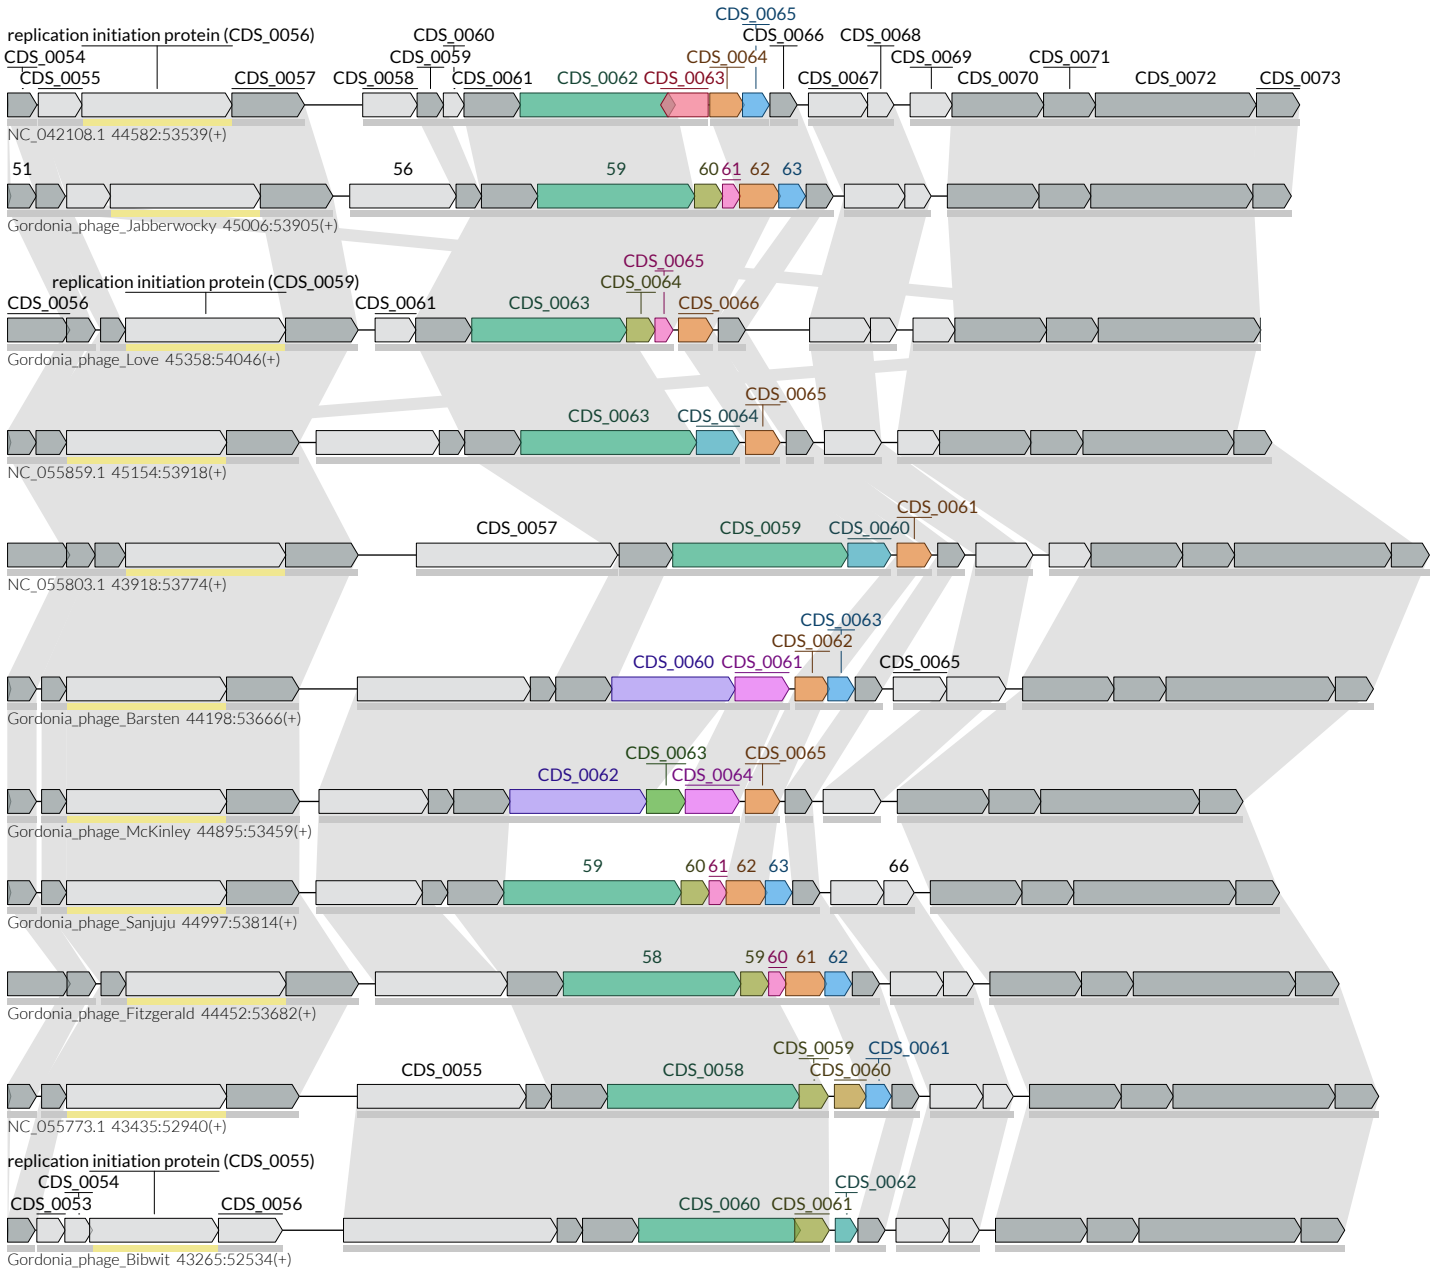 CDS_0065
replication initiation protein (CDS_0056) CDS_0060 CDS_0066 CDS_0068
CDS_0054 CDS_0059 CDS_0064 CDS_0069 CDS_0071
CDS_0055 CDS_0057 CDS_0058 CDS_0061 CDS_0062 CDS_0063 CDS_0067 CDS_0070 CDS_0072 CDS_0073
NC_042108.1 44582:53539(+)
51 56 59 60 61 62 63
Gordonia_phage_Jabberwocky 45006:53905(+)
CDS_0065
replication initiation protein (CDS_0059) CDS_0064
CDS_0056 CDS_0061 CDS_0063 CDS_0066
Gordonia_phage_Love 45358:54046(+)
CDS_0065
CDS_0063 CDS_0064
NC_055859.1 45154:53918(+)
CDS_0061
CDS_0057 CDS_0059 CDS_0060
NC_055803.1 43918:53774(+)
CDS_0063
CDS_0062
CDS_0060 CDS_0061 CDS_0065
Gordonia_phage_Barsten 44198:53666(+)
CDS_0063 CDS_0065
CDS_0062 CDS_0064
Gordonia_phage_McKinley 44895:53459(+)
59 60 61 62 63 66
Gordonia_phage_Sanjuju 44997:53814(+)
58 59 60 61 62
Gordonia_phage_Fitzgerald 44452:53682(+)
CDS_0059 CDS_0061
CDS_0055 CDS_0058 CDS_0060
NC_055773.1 43435:52940(+)
replication initiation protein (CDS_0055)
CDS_0054 CDS_0062
CDS_0053 CDS_0056 CDS_0060 CDS_0061
Gordonia_phage_Bibwit 43265:52534(+)